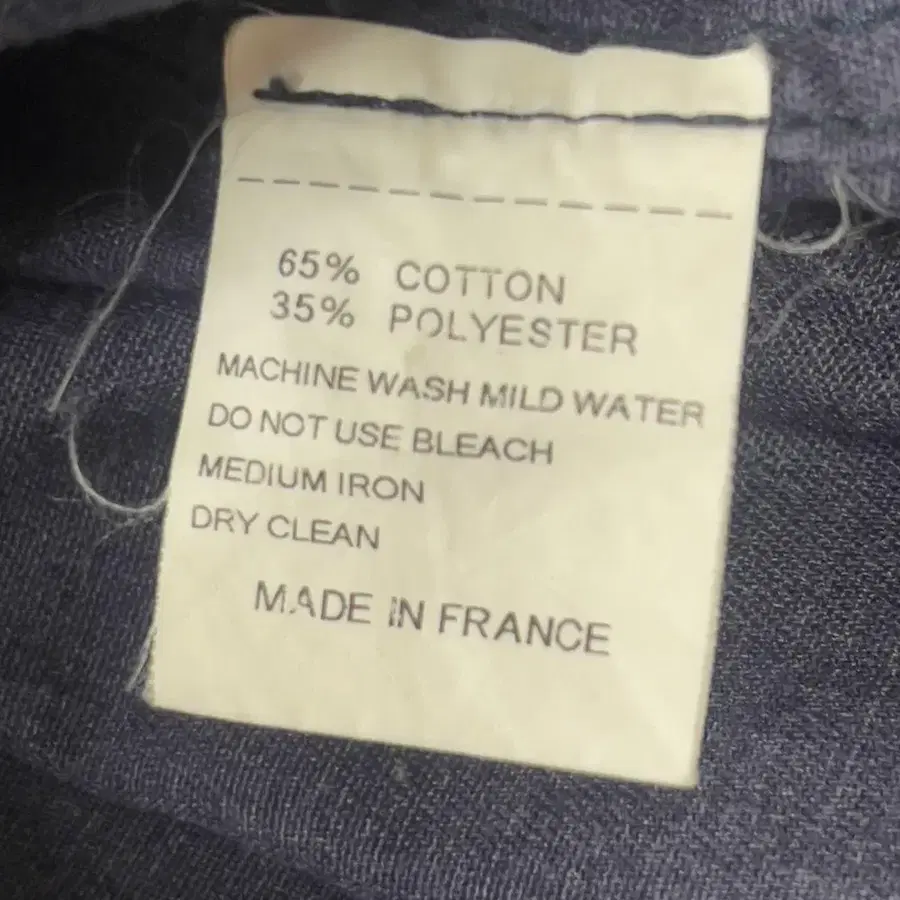 65% COTTON
35% POLYESTER
MACHINE WASH MILD WATER
DO NOT USE BLEACH
MEDIUM IRON
DRY CLEAN
MADE IN FRANCE